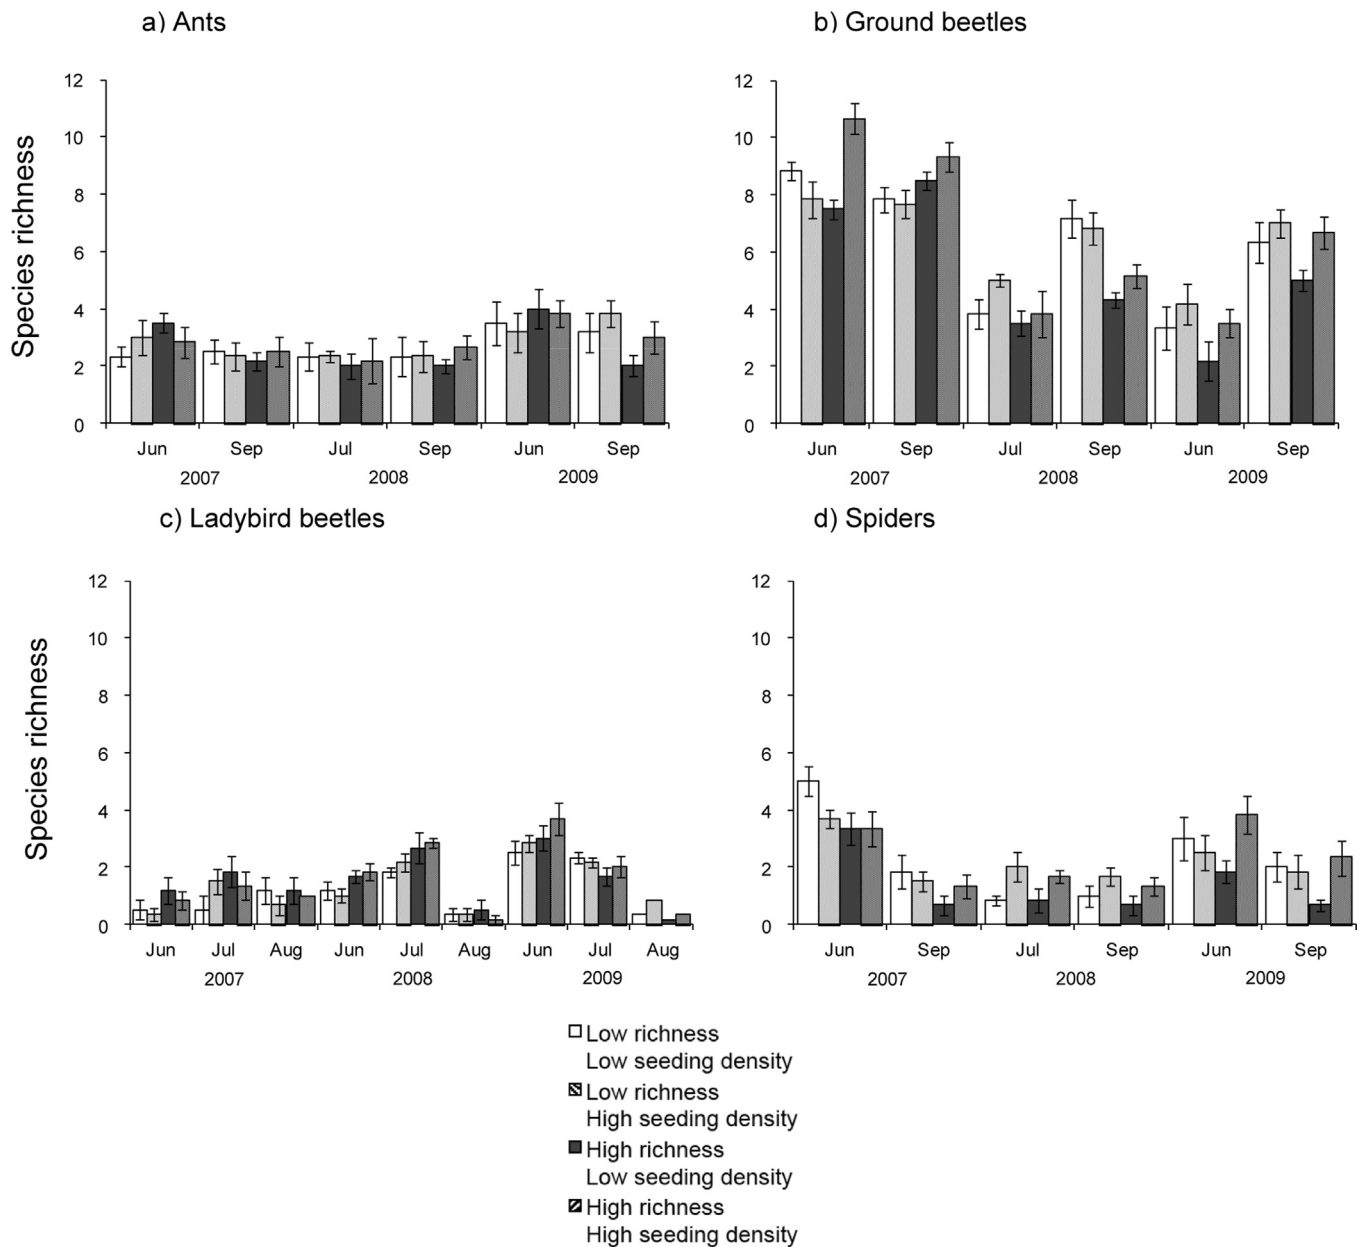 a) Ants
b) Ground beetles
Species richness
12
10
8
6
4
2
0
Jun Sep Jul Sep Jun Sep
2007 2008 2009
12
10
8
6
4
2
0
Jun Sep Jul Sep Jun Sep
2007 2008 2009
c) Ladybird beetles
d) Spiders
Species richness
12
10
8
6
4
2
0
Jun Jul Aug Jun Jul Aug Jun Jul Aug
2007 2008 2009
12
10
8
6
4
2
0
Jun Sep Jul Sep Jun Sep
2007 2008 2009
Low richness
Low seeding density
Low richness
High seeding density
High richness
Low seeding density
High richness
High seeding density